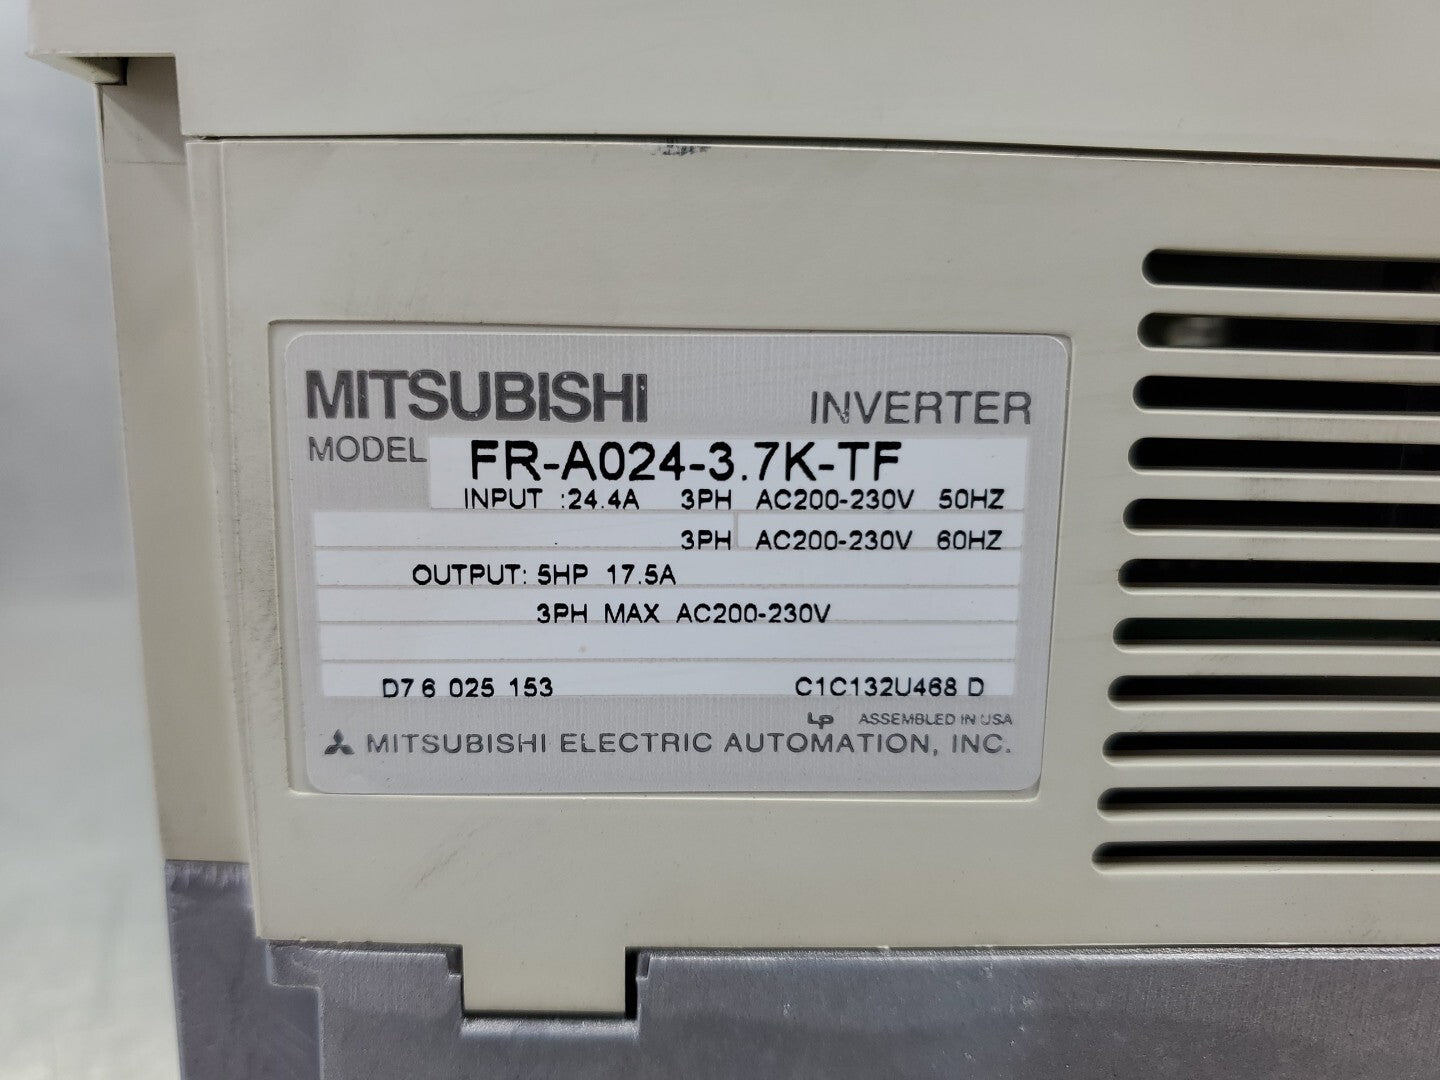 MITSUBISHI INVERTER
MODEL FR-A024-3.7K-TF
INPUT :24.4A 3PH AC200-230V 50HZ
3PH AC200-230V 60HZ
OUTPUT: 5HP 17.5A
3PH MAX AC200-230V
D7 6 025 153 C1C132U468 D
LP ASSEMBLED IN USA
MITSUBISHI ELECTRIC AUTOMATION, INC.